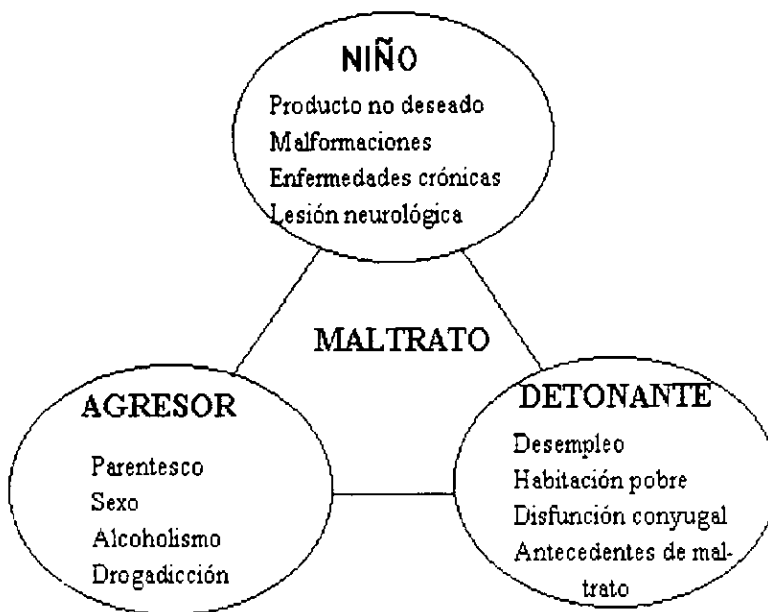 NIÑO
Producto no deseado
Malformaciones
Enfermedades crónicas
Lesión neurológica
MALTRATO
AGRESOR
Parentesco
Sexo
Alcoholismo
Drogadicción
DETONANTE
Desempleo
Habitación pobre
Disfunción conyugal
Antecedentes de mal-
trato